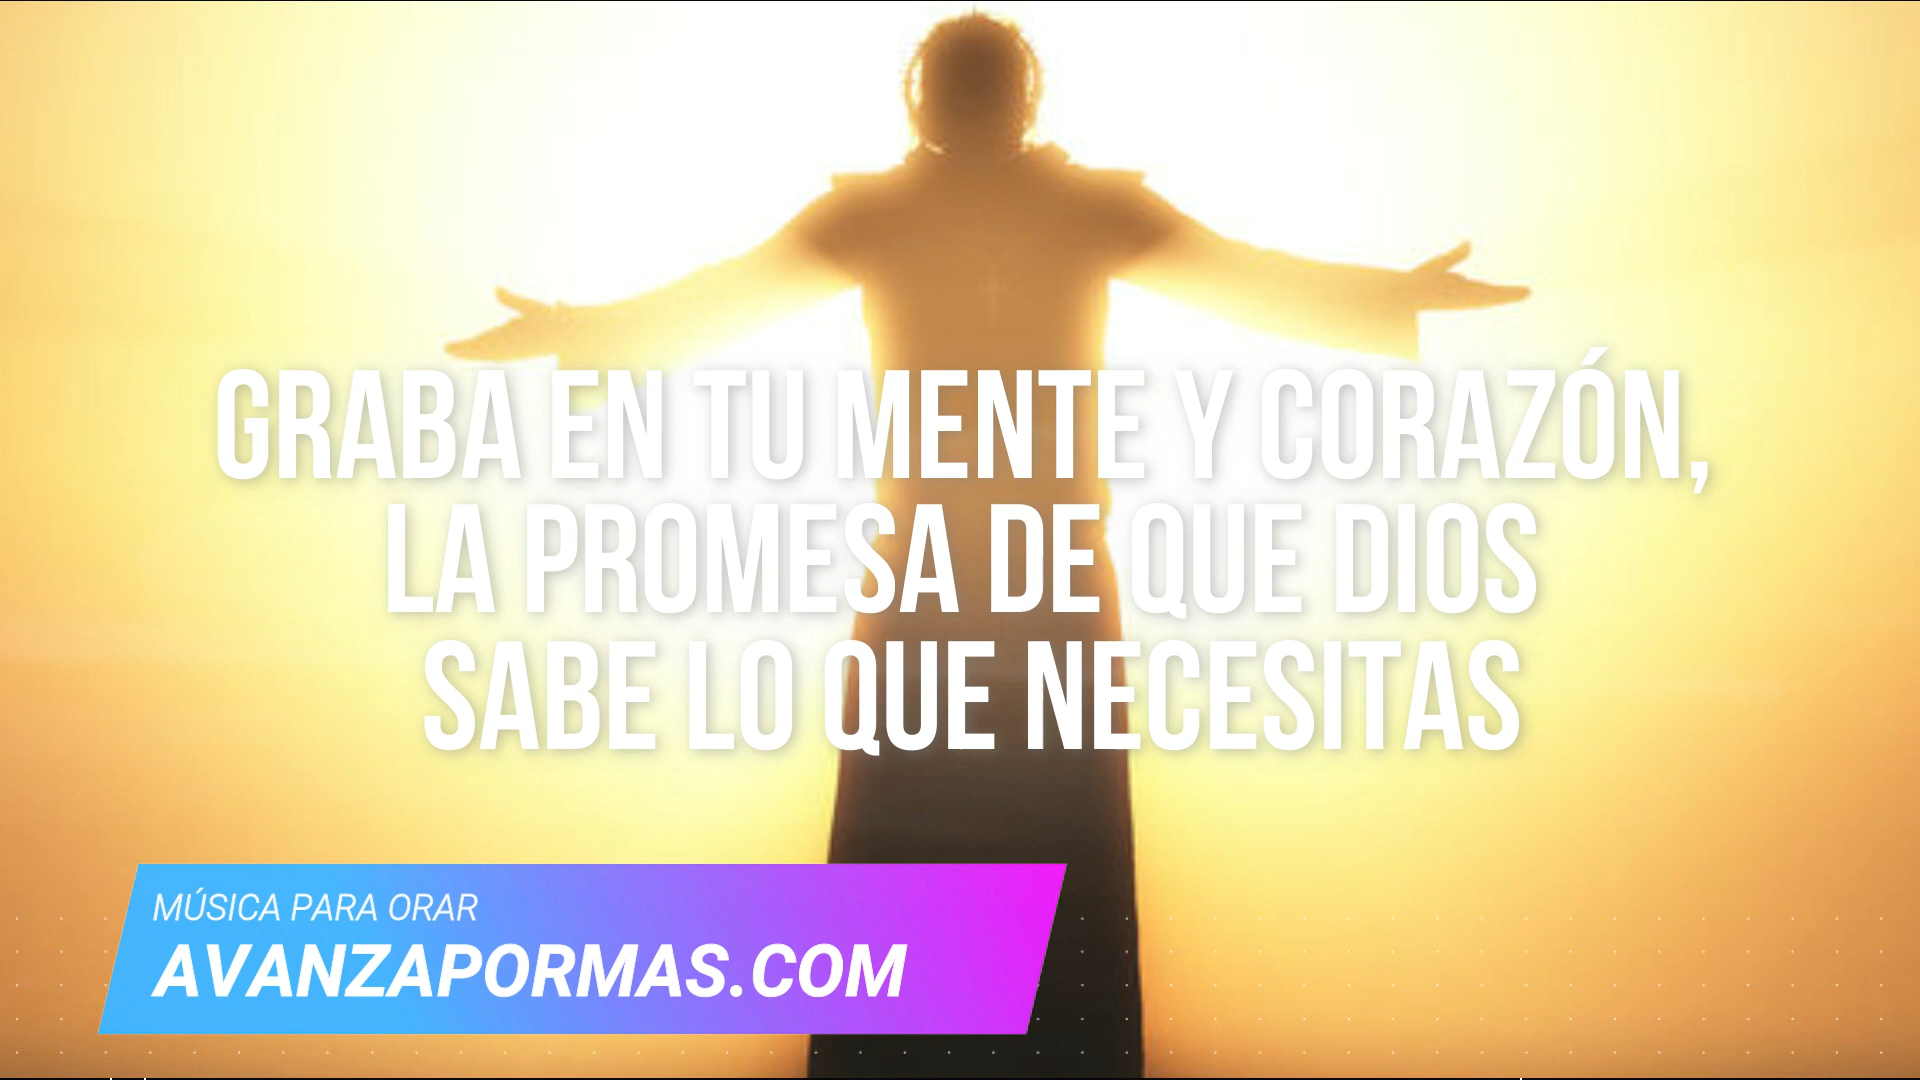 GRABA EN TU MENTE Y CORAZÓN,
LA PROMESA DE QUE DIOS
SABE LO QUE NECESITAS
MÚSICA PARA ORAR
AVANZAPORMAS.COM